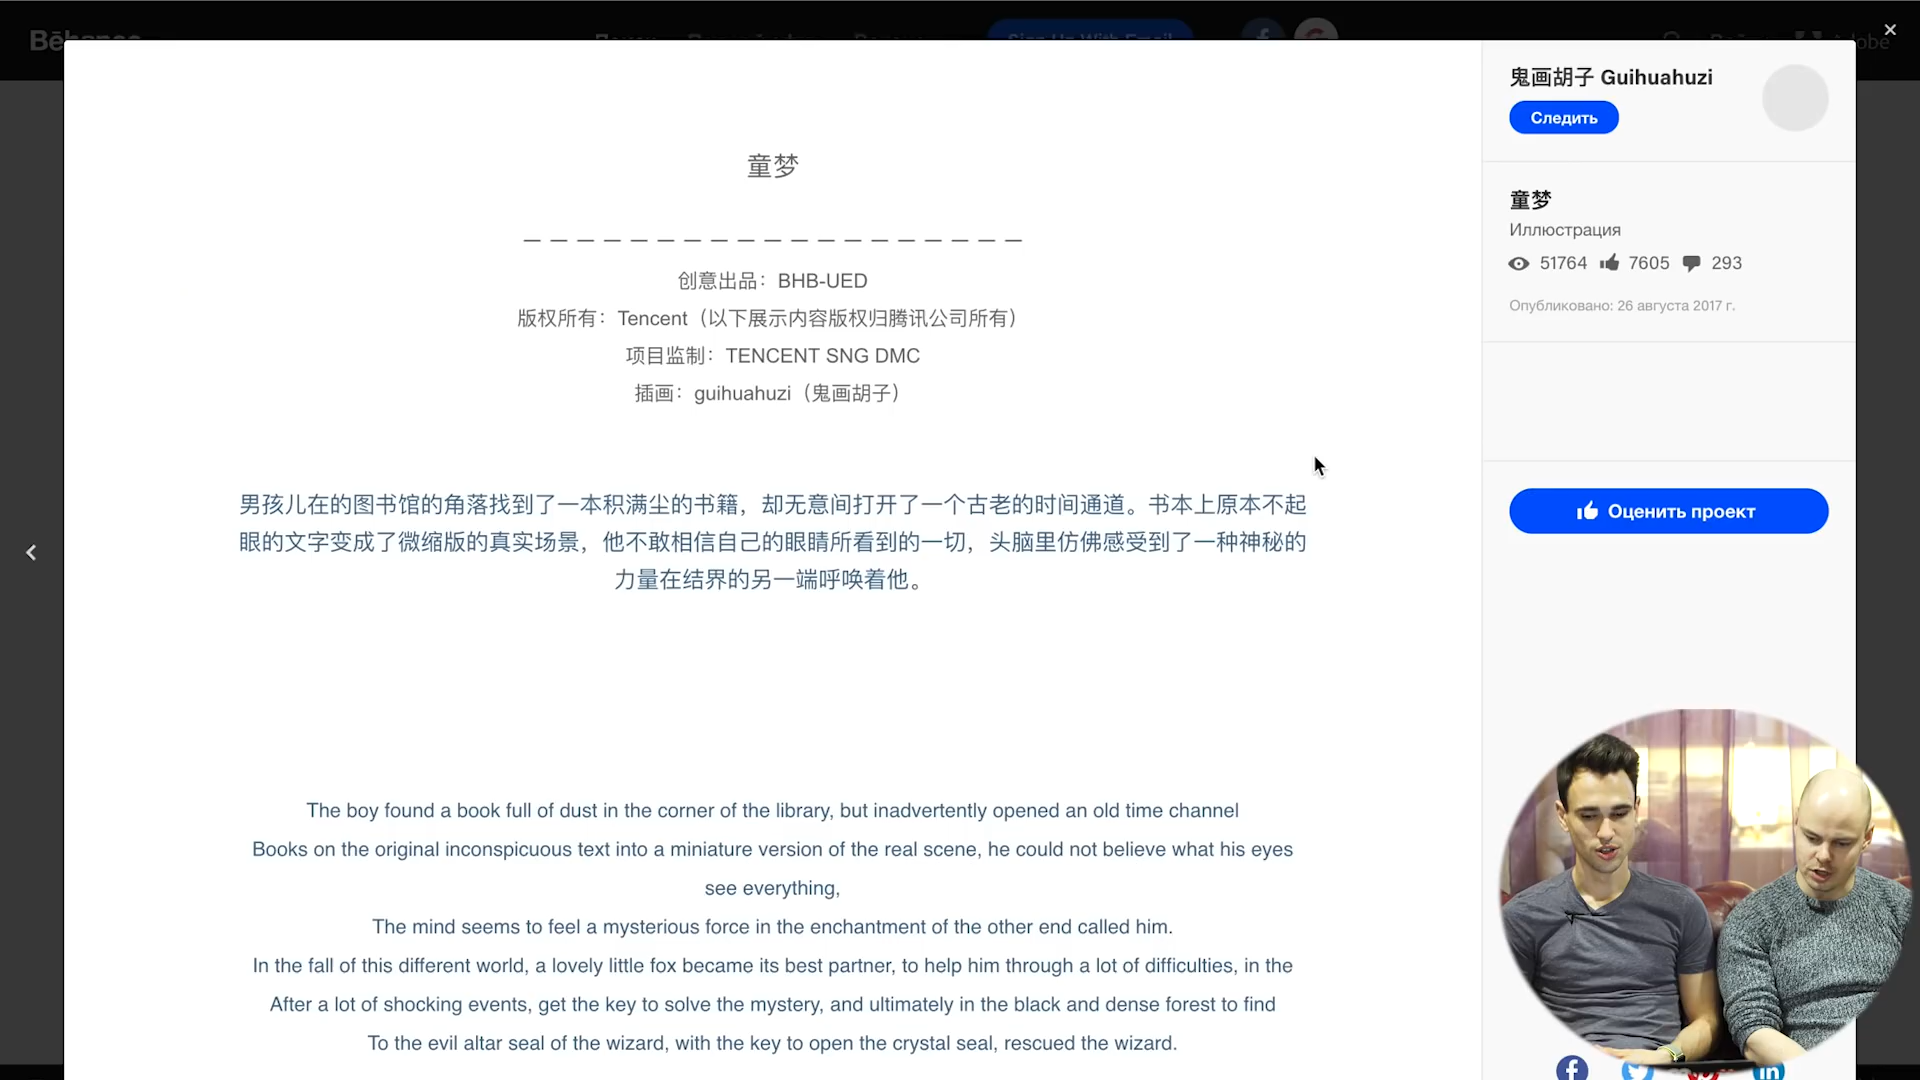 Bēhance
Sign Up With Email
鬼画胡子 Guihuahuzi
Следить
童梦
童梦
Иллюстрация
51764 7605 293
Опубликовано: 26 августа 2017 г.
— — — — — — — — — — — — — — — — — — —
创意出品：BHB-UED
版权所有：Tencent（以下展示内容版权归腾讯公司所有）
项目监制：TENCENT SNG DMC
插画：guihuahuzi（鬼画胡子）
男孩儿在的图书馆的角落找到了一本积满尘的书籍，却无意间打开了一个古老的时间通道。书本上原本不起
眼的文字变成了微缩版的真实场景，他不敢相信自己的眼睛所看到的一切，头脑里仿佛感受到了一种神秘的
力量在结界的另一端呼唤着他。
Оценить проект
The boy found a book full of dust in the corner of the library, but inadvertently opened an old time channel
Books on the original inconspicuous text into a miniature version of the real scene, he could not believe what his eyes
see everything,
The mind seems to feel a mysterious force in the enchantment of the other end called him.
In the fall of this different world, a lovely little fox became its best partner, to help him through a lot of difficulties, in the
After a lot of shocking events, get the key to solve the mystery, and ultimately in the black and dense forest to find
To the evil altar seal of the wizard, with the key to open the crystal seal, rescued the wizard.